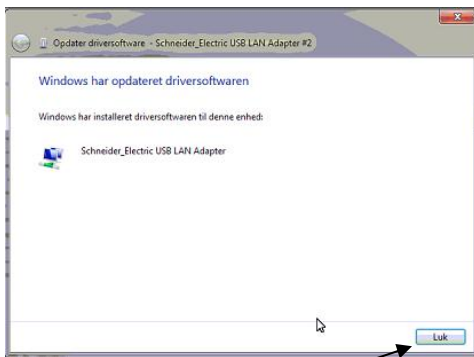 Opdater driversoftware - Schneider_Electric USB LAN Adapter #2
Windows har opdateret driversoftwaren
Windows har installeret driversoftwaren til denne enhed:
Schneider_Electric USB LAN Adapter
Luk